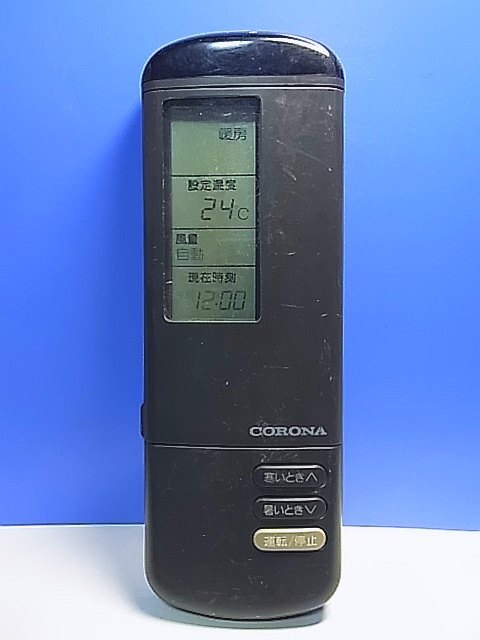 暖房
設定温度
24C
風量
自動
現在時刻
12:00
CORONA
寒いとき∧
暑いとき∨
運転/停止